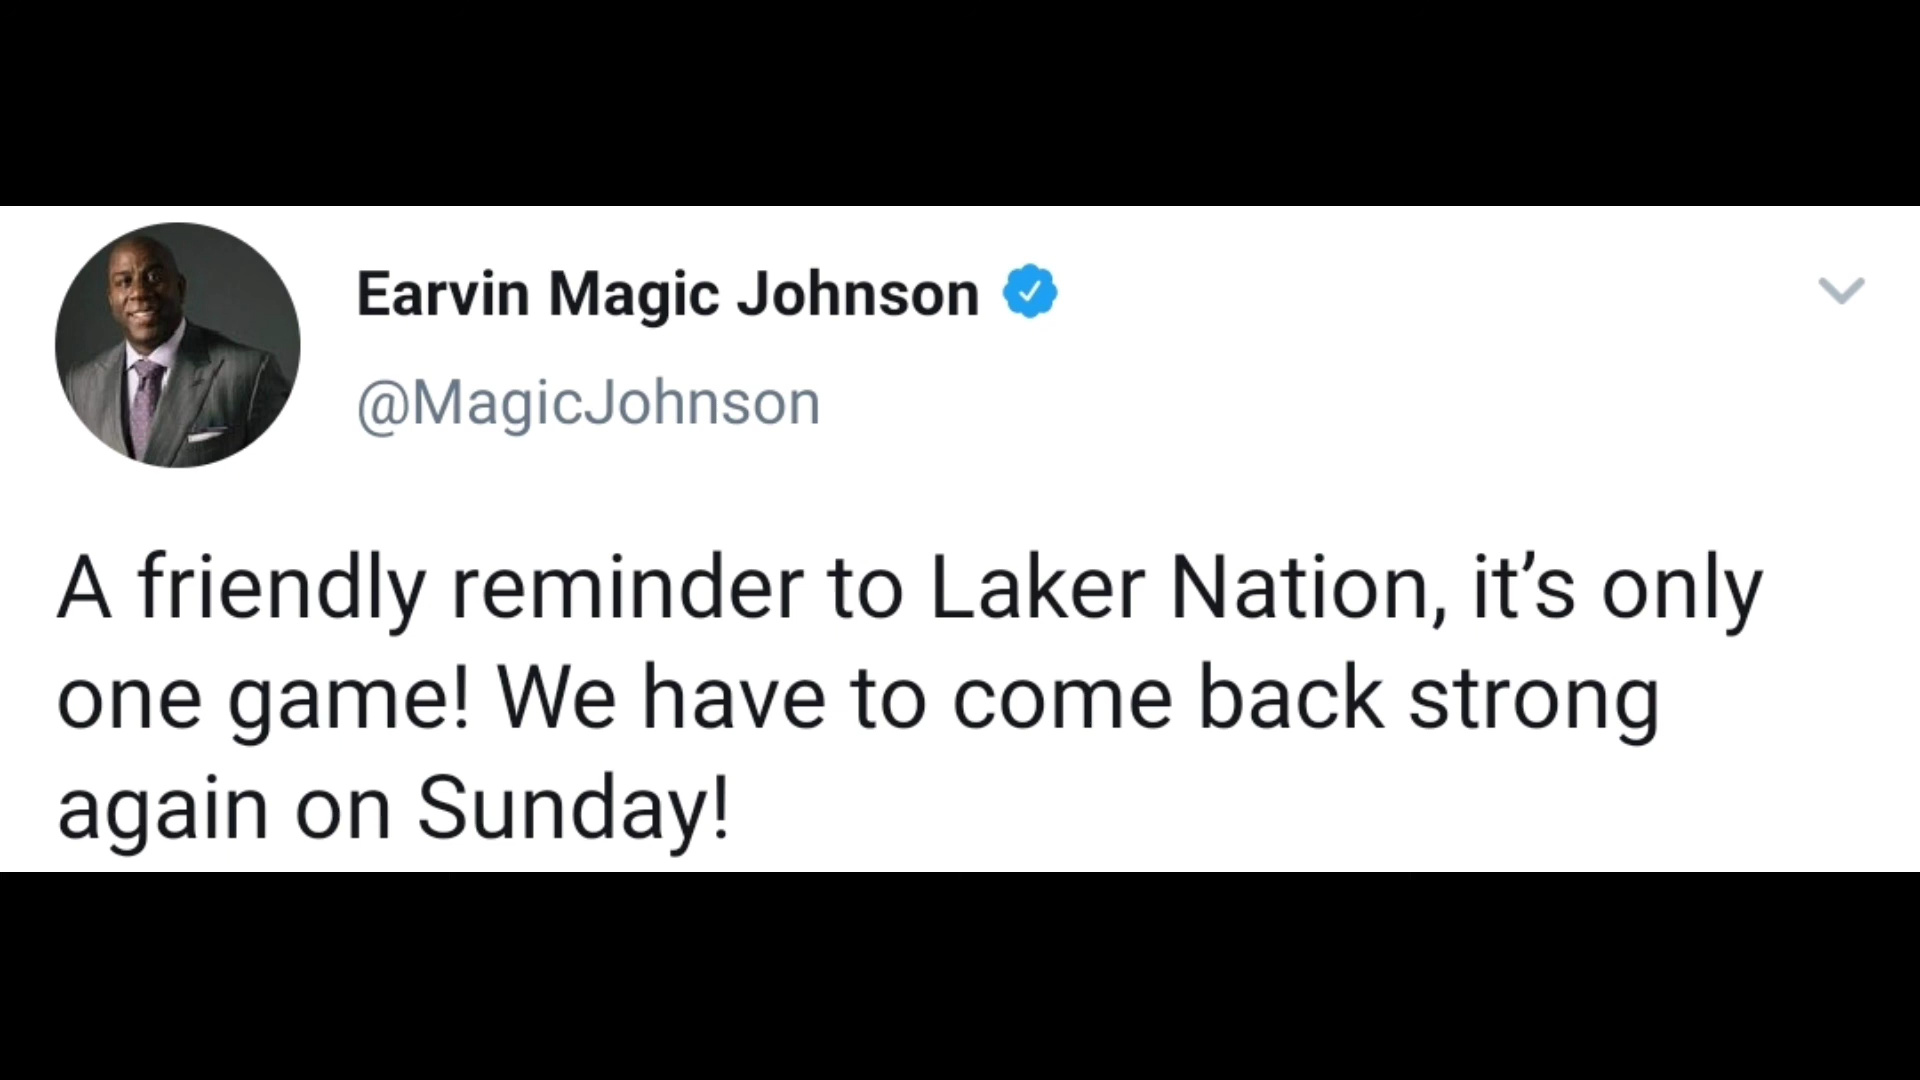 Earvin Magic Johnson
@MagicJohnson
A friendly reminder to Laker Nation, it’s only
one game! We have to come back strong
again on Sunday!